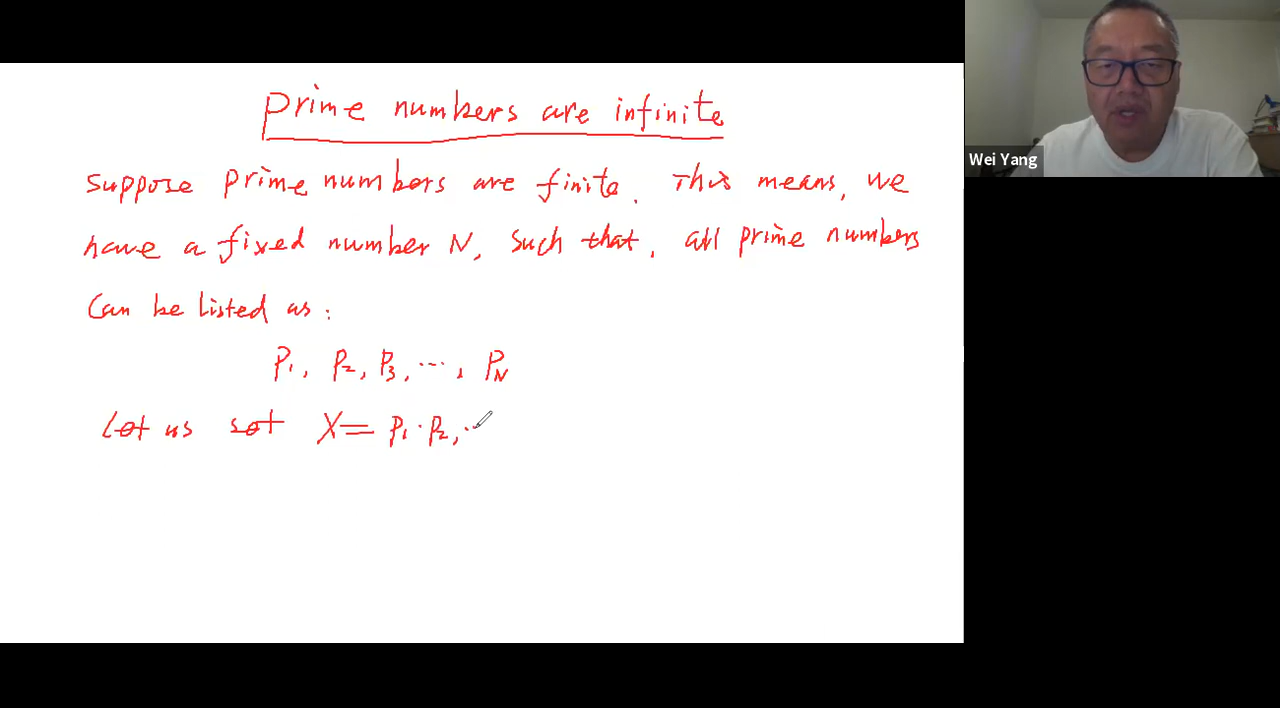 Prime numbers are infinite
Suppose prime numbers are finite. This means, we
have a fixed number N, such that, all prime numbers
Can be listed as:
P1, P2, P3, ..., PN
Let us set X = P1 · P2, ..
Wei Yang